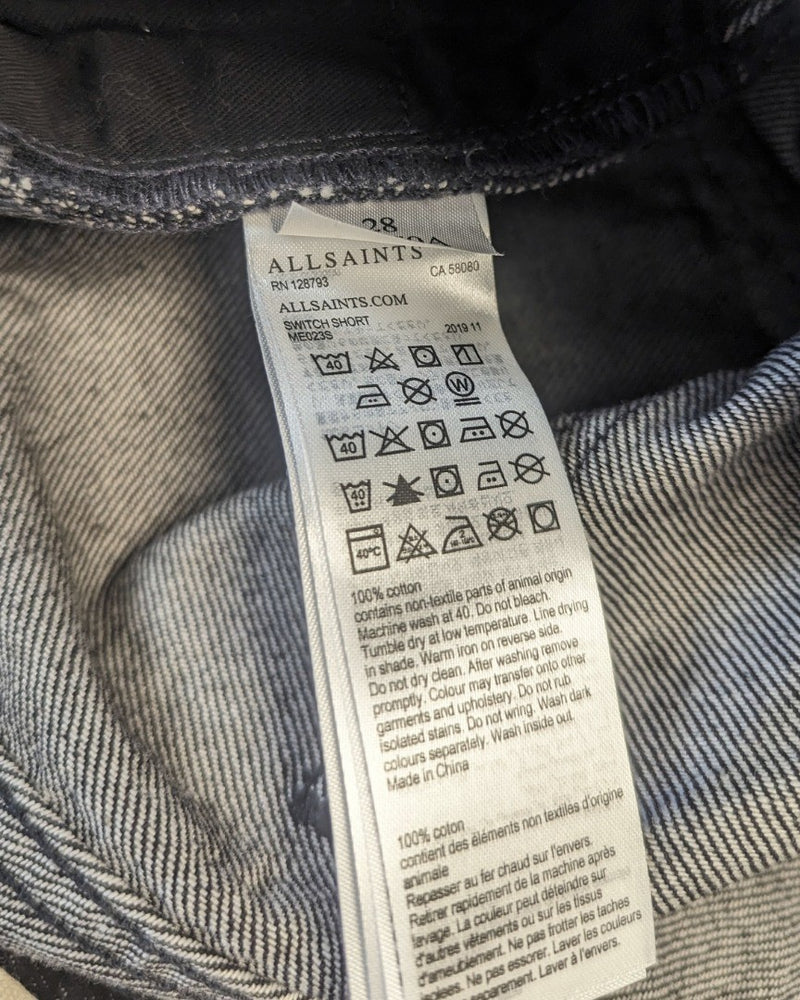 28
ALLSAINTS
RN 128793
CA 58080
ALLSAINTS.COM
SWITCH SHORT
ME023S
2019 11
40
W
40
40
40°C
100% cotton
contains non-textile parts of animal origin
Machine wash at 40. Do not bleach.
Tumble dry at low temperature. Line drying
in shade. Warm iron on reverse side.
Do not dry clean. After washing remove
promptly. Colour may transfer onto other
garments and upholstery. Do not rub
isolated stains. Do not wring. Wash dark
colours separately. Wash inside out.
Made in China
100% coton
contient des éléments non textiles d'origine
animale
Repasser au fer chaud sur l'envers.
Retirer rapidement de la machine après
lavage. La couleur peut déteindre sur
d'autres vêtements ou sur les tissus
d'ameublement. Ne pas frotter les taches
isolées. Ne pas essorer. Laver les couleurs
séparement. Laver à l'envers.